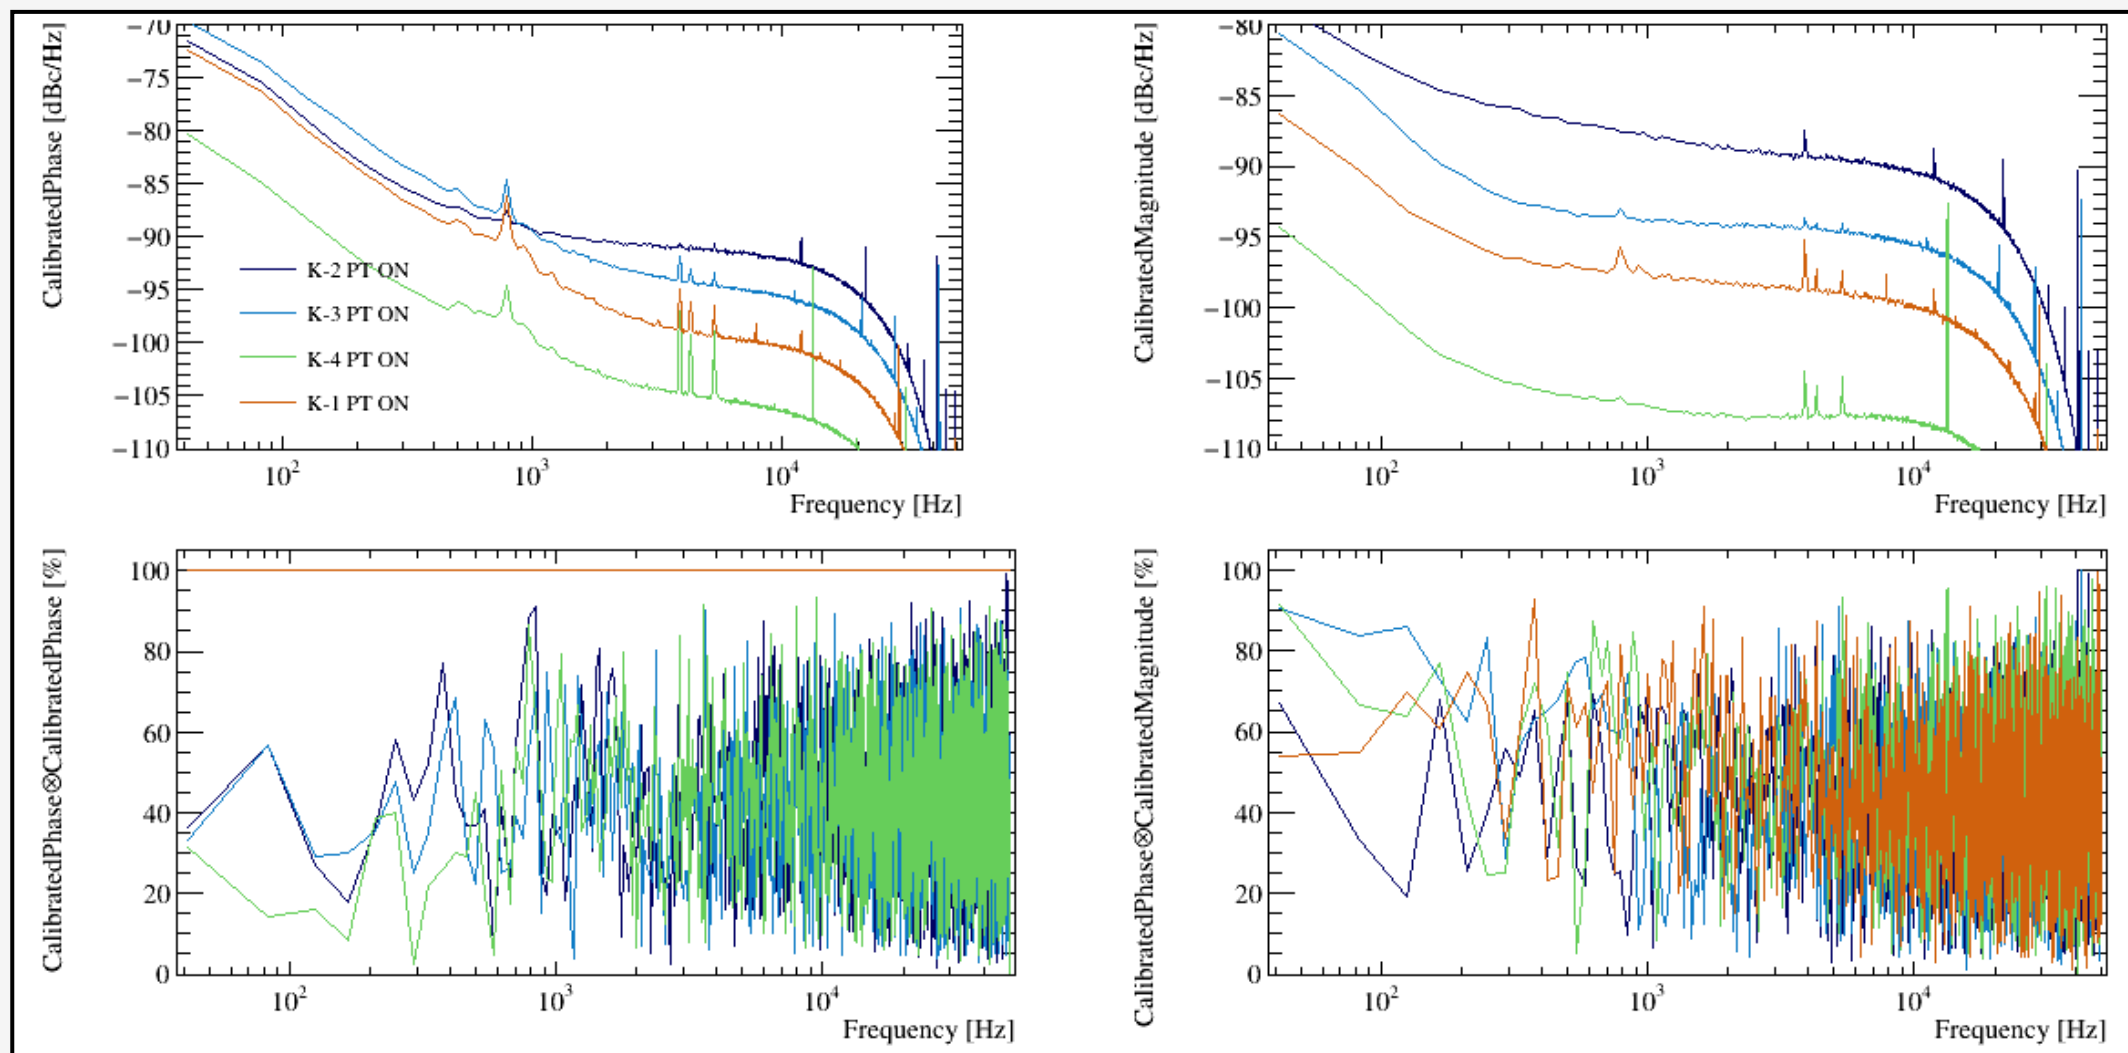 CalibratedPhase [dBc/Hz]
−70
−75
−80
−85
−90
−95
−100
−105
−110
K-2 PT ON
K-3 PT ON
K-4 PT ON
K-1 PT ON
10² 10³ 10⁴
Frequency [Hz]
CalibratedMagnitude [dBc/Hz]
−80
−85
−90
−95
−100
−105
−110
10² 10³ 10⁴
Frequency [Hz]
CalibratedPhase⊗CalibratedPhase [%]
100
80
60
40
20
0
10² 10³ 10⁴
Frequency [Hz]
CalibratedPhase⊗CalibratedMagnitude [%]
100
80
60
40
20
0
10² 10³ 10⁴
Frequency [Hz]